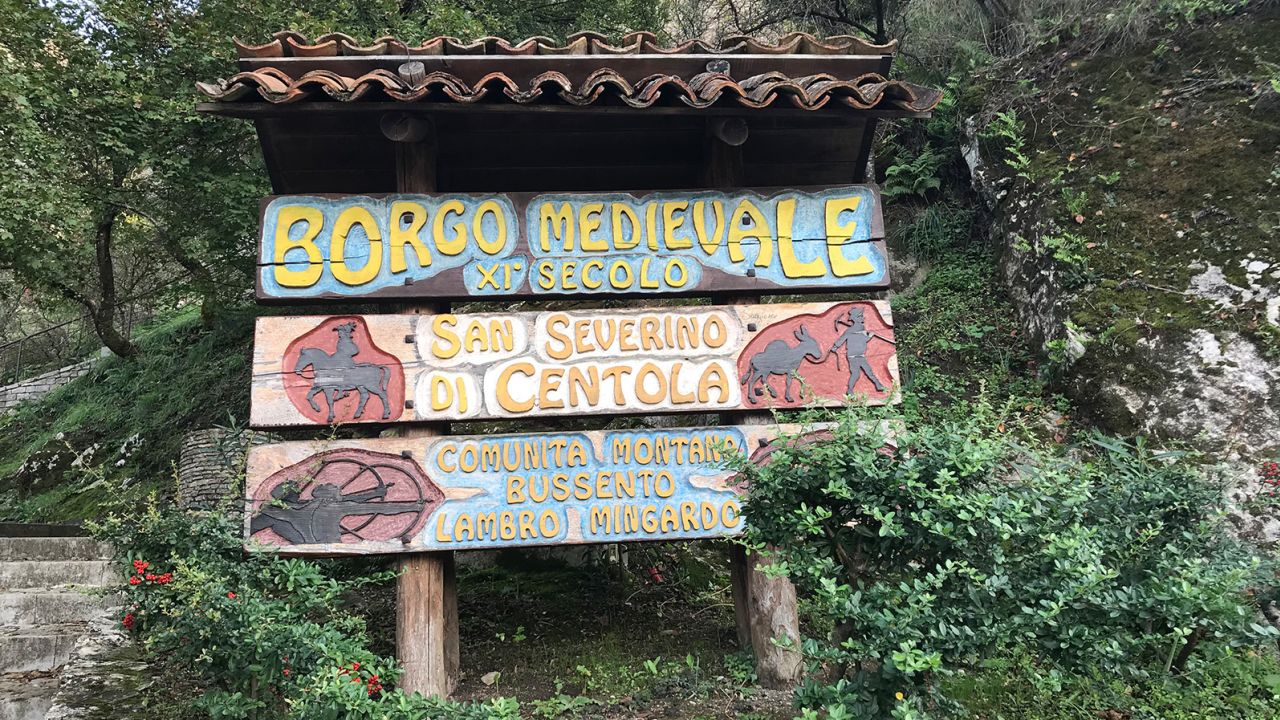 BORGO MEDIEVALE
XI° SECOLO
SAN SEVERINO
DI CENTOLA
COMUNITA MONTANA
BUSSENTO
LAMBRO MINGARDO